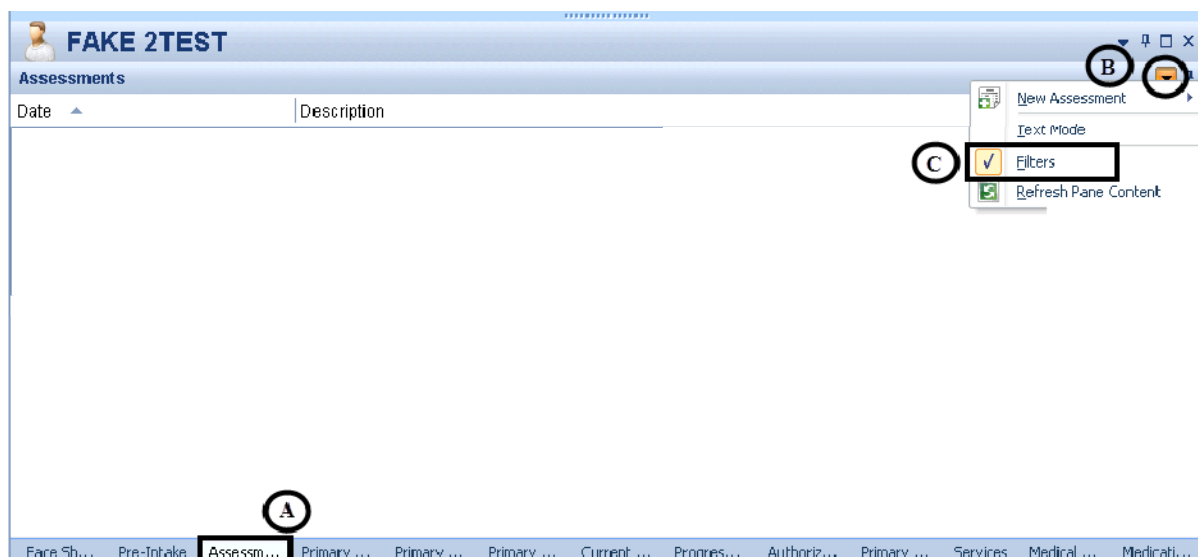 FAKE 2TEST
Assessments
B
Date Description
New Assessment
Text Mode
C
Filters
Refresh Pane Content
A
Face Sh... Pre-Intake Assessm... Primary ... Primary ... Primary ... Current ... Progres... Authoriz... Primary ... Services Medical ... Medicati...